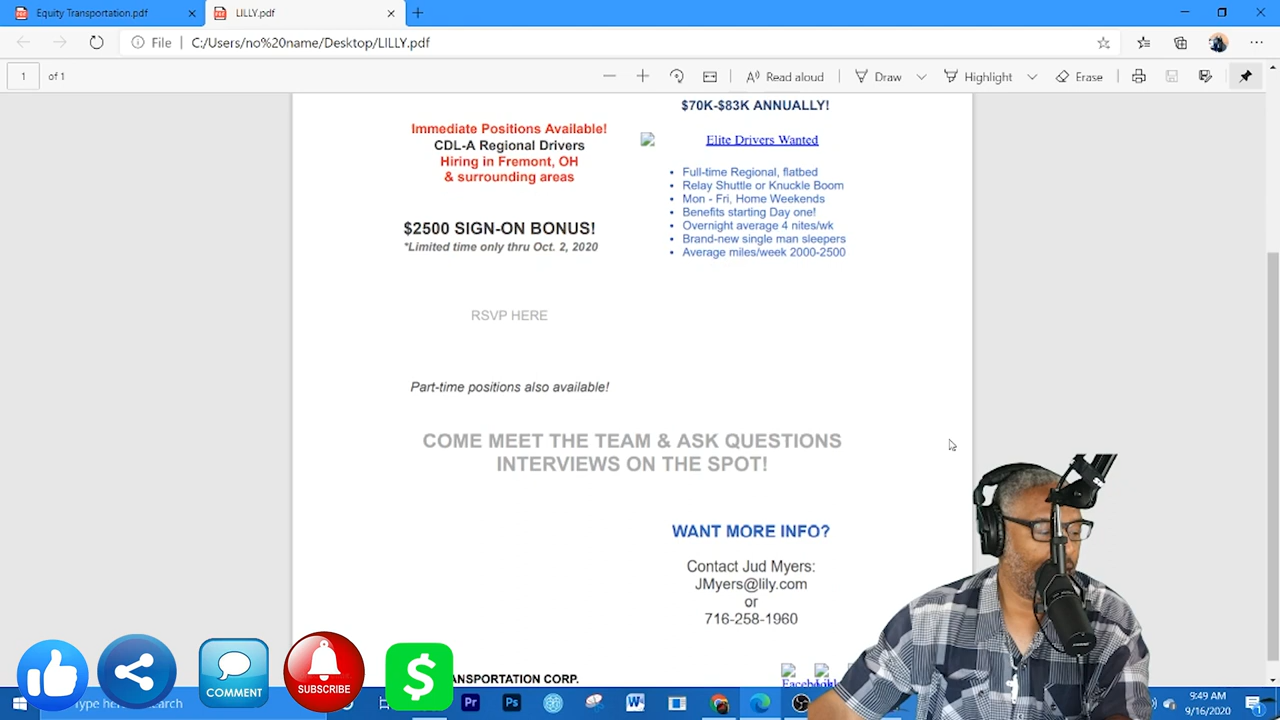 Equity Transportation.pdf
LILLY.pdf
File
C:/Users/no%20name/Desktop/LILLY.pdf
1 of 1
Read aloud
Draw
Highlight
Erase
$70K-$83K ANNUALLY!
Immediate Positions Available!
CDL-A Regional Drivers
Hiring in Fremont, OH
& surrounding areas
$2500 SIGN-ON BONUS!
*Limited time only thru Oct. 2, 2020
Elite Drivers Wanted
• Full-time Regional, flatbed
• Relay Shuttle or Knuckle Boom
• Mon - Fri, Home Weekends
• Benefits starting Day one!
• Overnight average 4 nites/wk
• Brand-new single man sleepers
• Average miles/week 2000-2500
RSVP HERE
Part-time positions also available!
COME MEET THE TEAM & ASK QUESTIONS
INTERVIEWS ON THE SPOT!
WANT MORE INFO?
Contact Jud Myers:
JMyers@lily.com
or
716-258-1960
TRANSPORTATION CORP.
COMMENT
SUBSCRIBE
$
Type here search
9:49 AM
9/16/2020